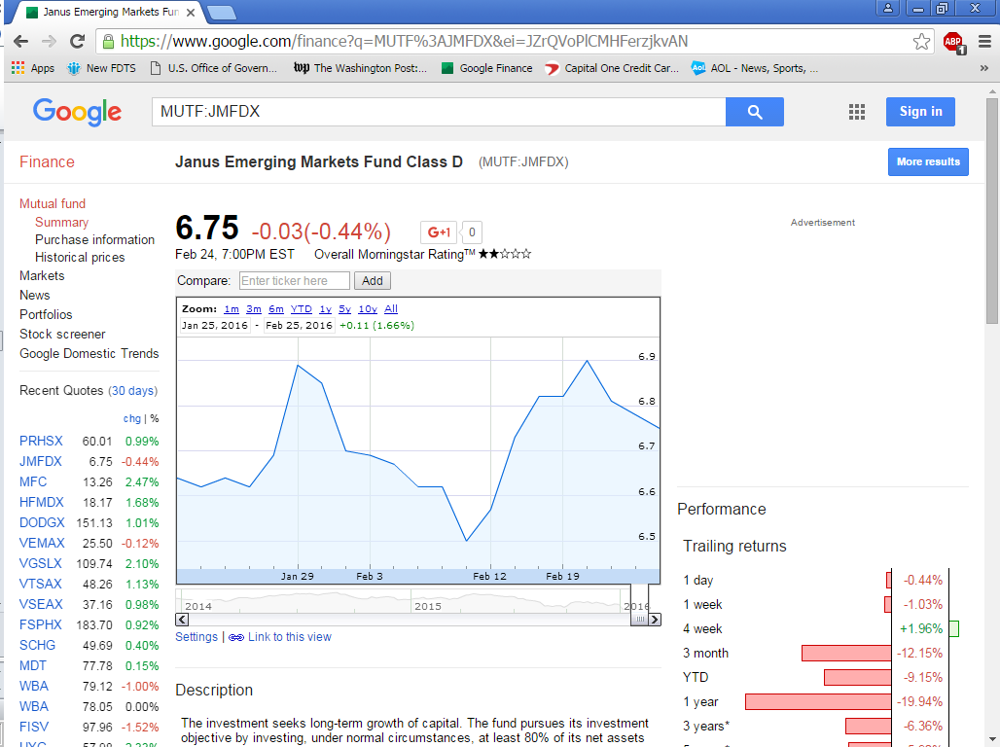 Janus Emerging Markets Fun
https://www.google.com/finance?q=MUTF%3AJMFDX&ei=JZrQVoPlCMHFerzjkvAN
ABP
1
Apps
New FDTS
U.S. Office of Govern...
wp The Washington Post:...
Google Finance
Capital One Credit Car...
Aol AOL - News, Sports, ...
»
Google
MUTF:JMFDX
Sign in
Finance
Janus Emerging Markets Fund Class D (MUTF:JMFDX)
More results
Mutual fund
Summary
Purchase information
Historical prices
Markets
News
Portfolios
Stock screener
Google Domestic Trends
Recent Quotes (30 days)
chg | %
PRHSX 60.01 0.99%
JMFDX 6.75 -0.44%
MFC 13.26 2.47%
HFMDX 18.17 1.68%
DODGX 151.13 1.01%
VEMAX 25.50 -0.12%
VGSLX 109.74 2.10%
VTSAX 48.26 1.13%
VSEAX 37.16 0.98%
FSPHX 183.70 0.92%
SCHG 49.69 0.40%
MDT 77.78 0.15%
WBA 79.12 -1.00%
WBA 78.05 0.00%
FISV 97.96 -1.52%
6.75 -0.03(-0.44%)
G+1 0
Feb 24, 7:00PM EST Overall Morningstar Rating™ ★★☆☆☆
Compare: Enter ticker here Add
Zoom: 1m 3m 6m YTD 1y 5y 10y All
Jan 25, 2016 - Feb 25, 2016 +0.11 (1.66%)
6.9
6.8
6.7
6.6
6.5
Jan 29 Feb 3 Feb 12 Feb 19
2014 2015 2016
Settings | Link to this view
Description
The investment seeks long-term growth of capital. The fund pursues its investment
objective by investing, under normal circumstances, at least 80% of its net assets
Advertisement
Performance
Trailing returns
1 day -0.44%
1 week -1.03%
4 week +1.96%
3 month -12.15%
YTD -9.15%
1 year -19.94%
3 years* -6.36%